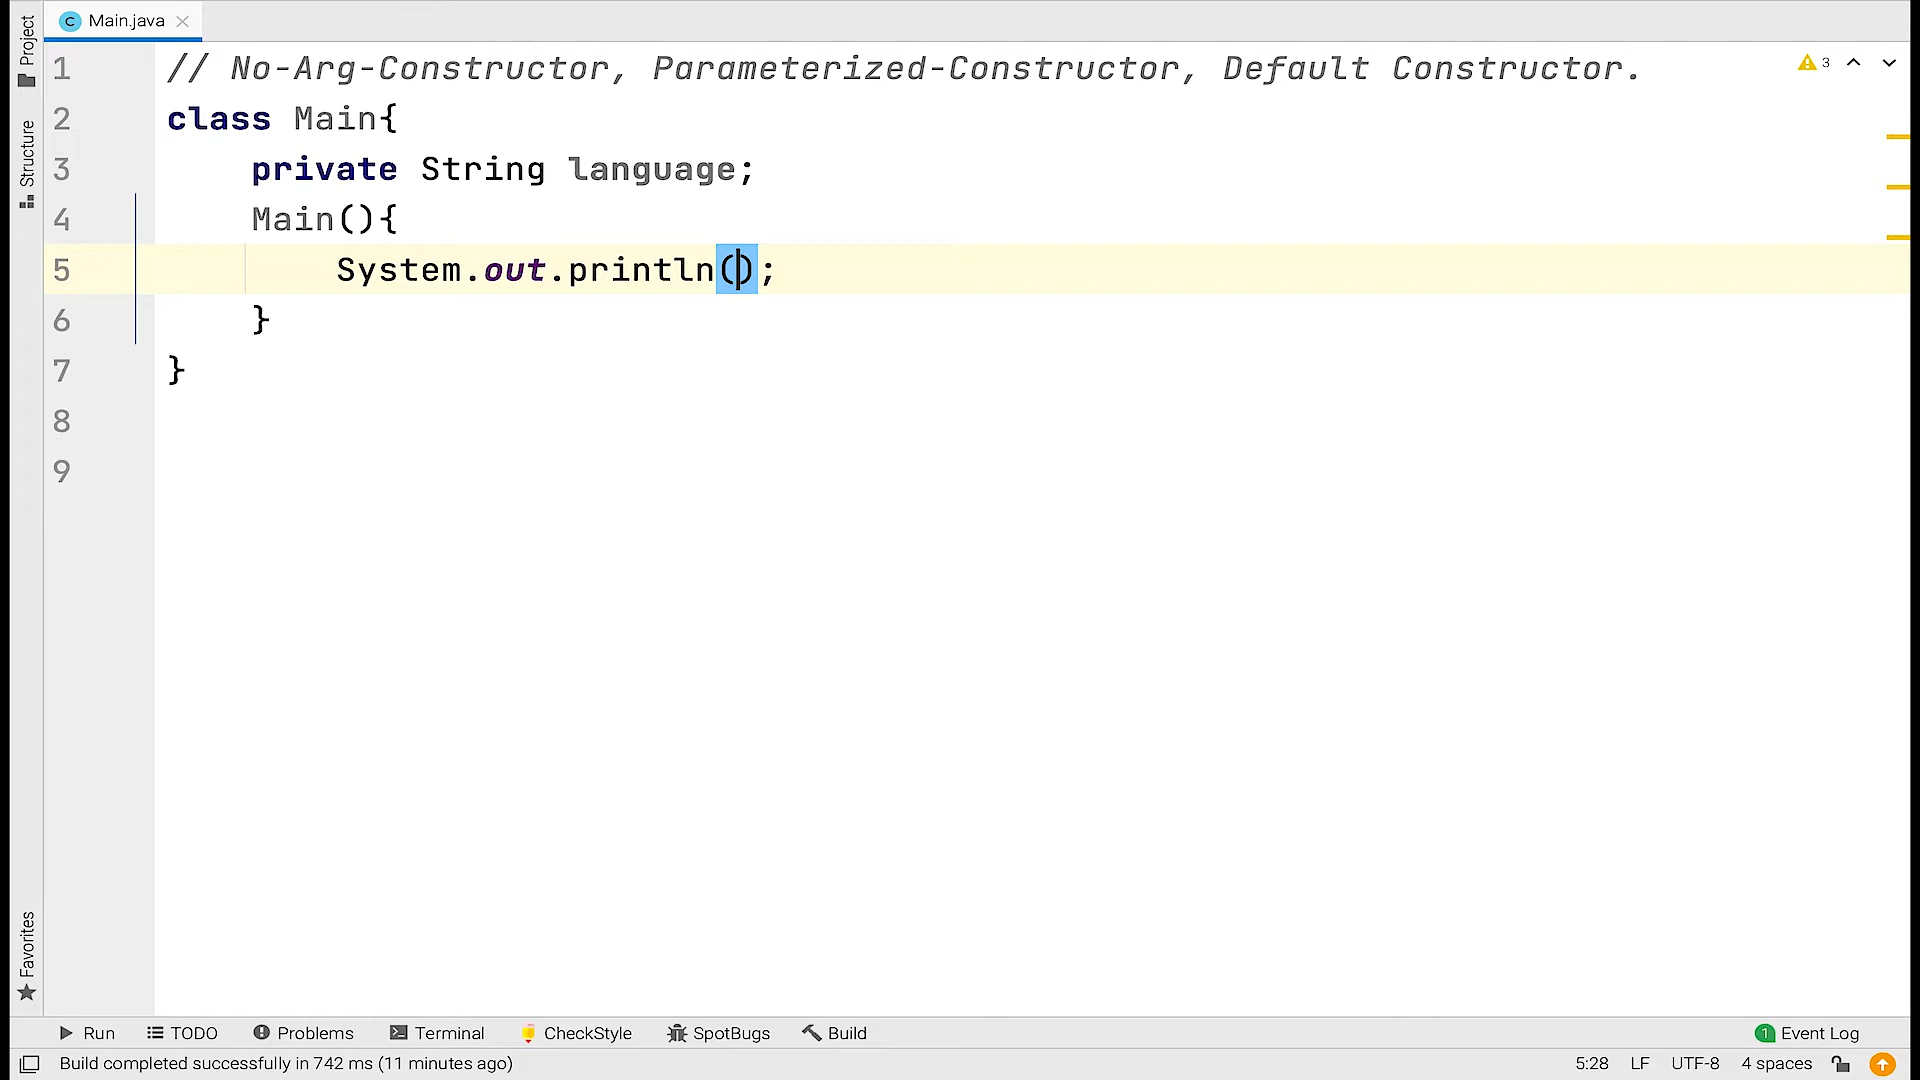 Main.java
Project
Structure
Favorites
1 // No-Arg-Constructor, Parameterized-Constructor, Default Constructor.
3
2 class Main{
3 private String language;
4 Main(){
5 System.out.println();
6 }
7 }
8
9
Run TODO Problems Terminal CheckStyle SpotBugs Build
1 Event Log
Build completed successfully in 742 ms (11 minutes ago)
5:28 LF UTF-8 4 spaces